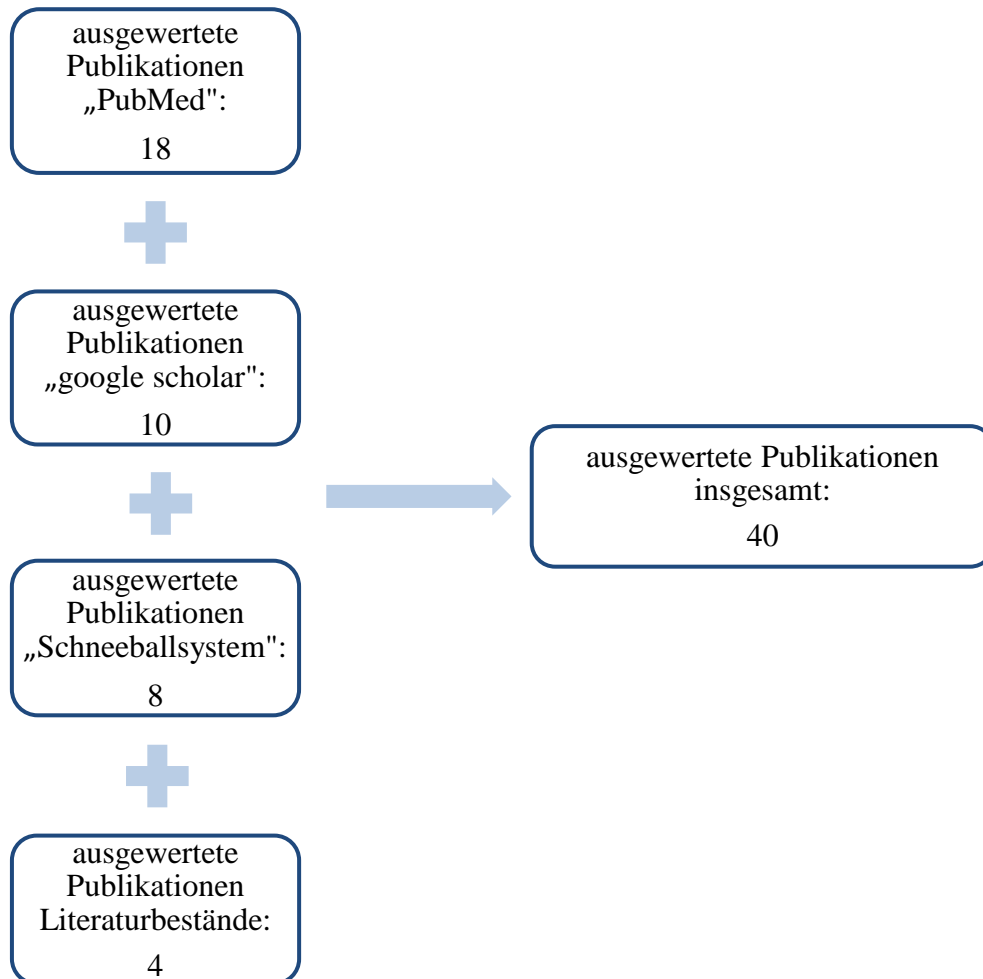 ausgewertete
Publikationen
„PubMed":
18
ausgewertete
Publikationen
„google scholar":
10
ausgewertete
Publikationen
„Schneeballsystem":
8
ausgewertete
Publikationen
Literaturbestände:
4
ausgewertete Publikationen
insgesamt:
40